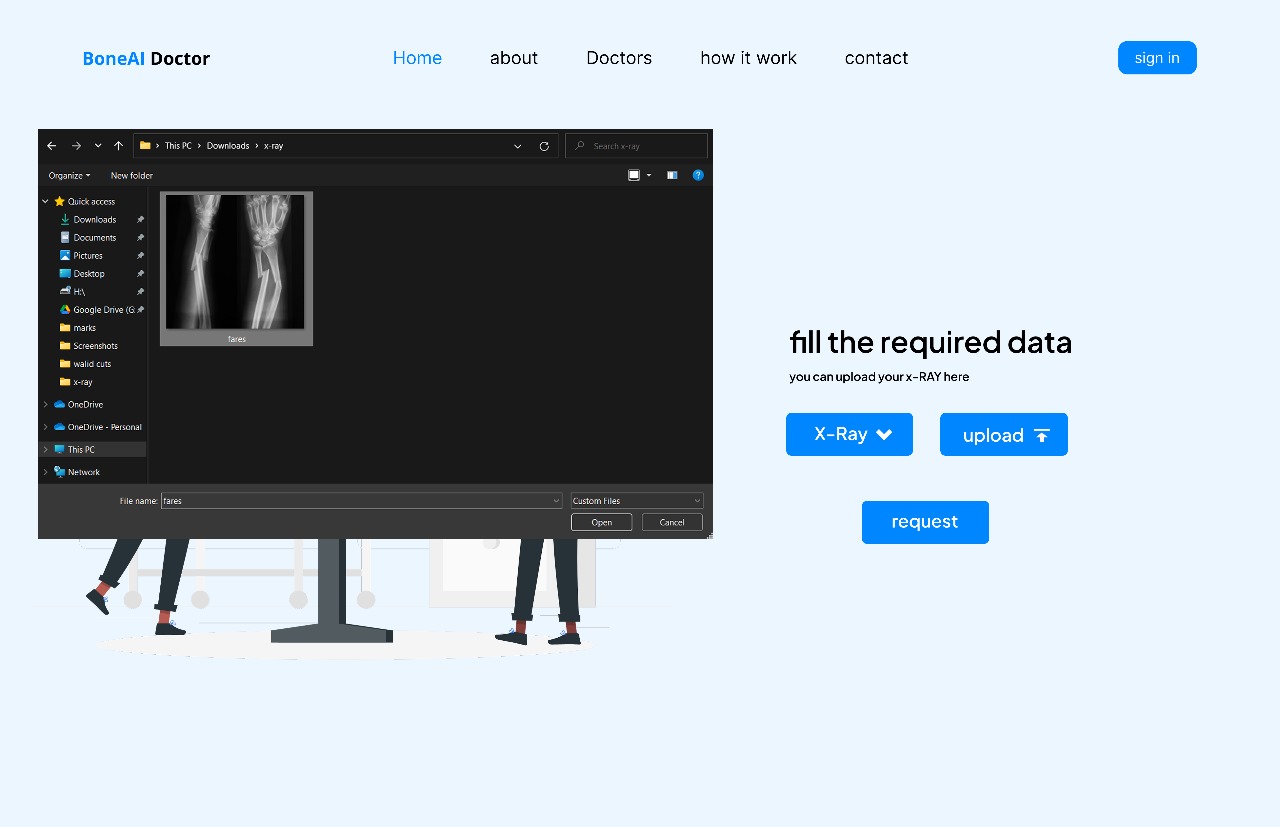 BoneAI Doctor
Home about Doctors how it work contact
sign in
This PC > Downloads > x-ray
Search x-ray
Organize New folder
?
Quick access
Downloads
Documents
Pictures
Desktop
H:\
Google Drive (G:
marks
Screenshots
walid cuts
x-ray
OneDrive
OneDrive - Personal
This PC
Network
fares
File name: fares
Custom Files
Open Cancel
fill the required data
you can upload your x-RAY here
X-Ray upload
request